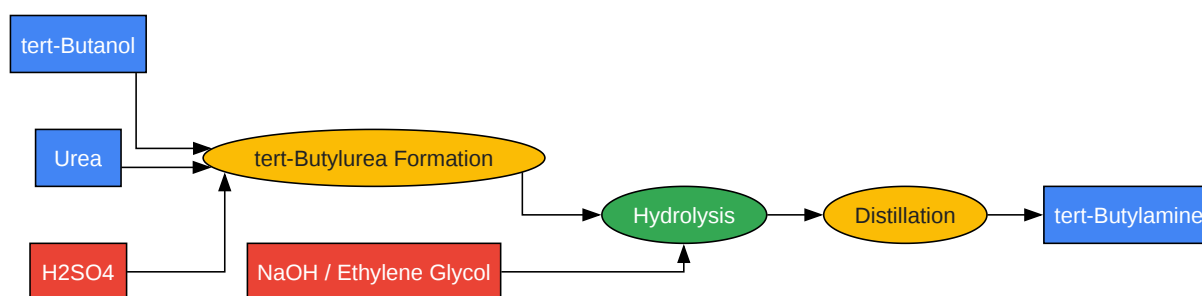 tert-Butanol
Urea
tert-Butylurea Formation
Hydrolysis
Distillation
tert-Butylamine
H2SO4
NaOH / Ethylene Glycol